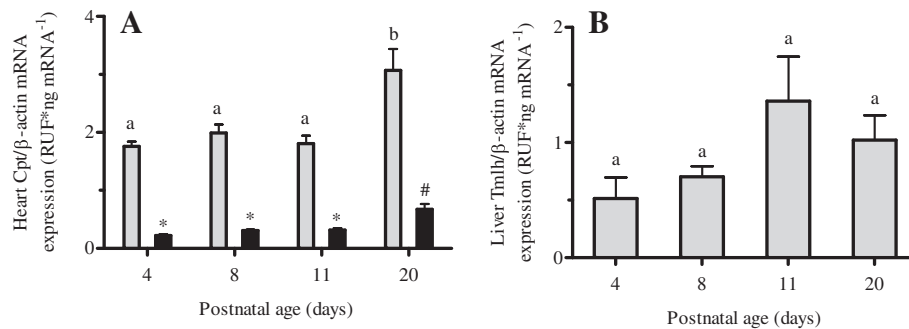 A
Heart Cpt/β-actin mRNA
expression (RUF*ng mRNA⁻¹)
4
2
0
a
*
a
*
a
*
b
#
4 8 11 20
Postnatal age (days)
B
Liver Tmlh/β-actin mRNA
expression (RUF*ng mRNA⁻¹)
2
1
0
a
a
a
a
4 8 11 20
Postnatal age (days)